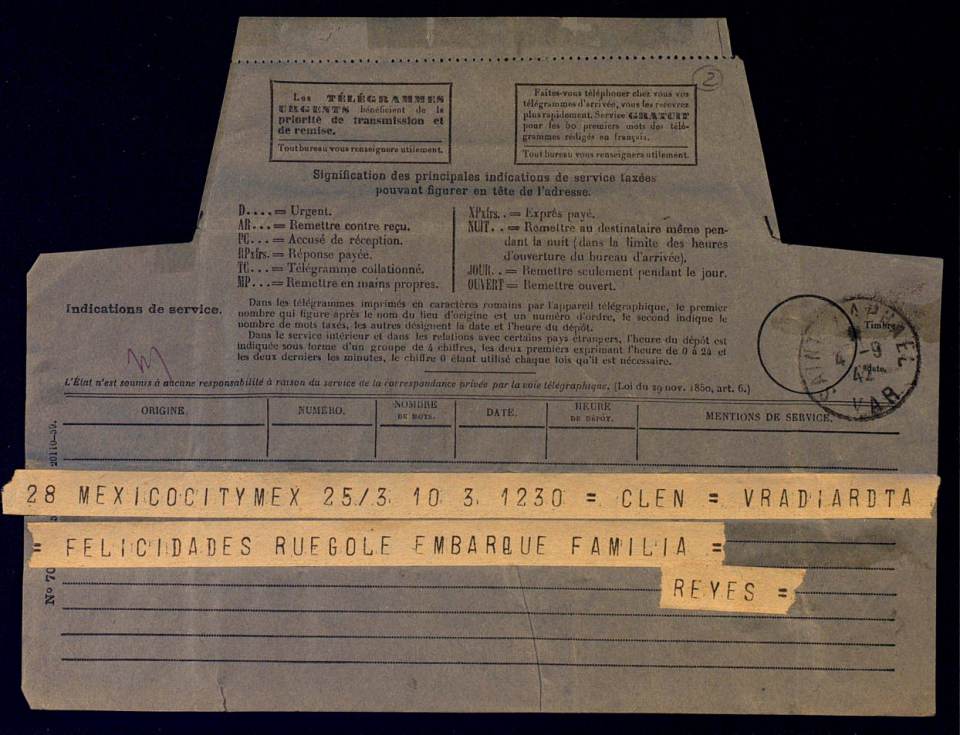 2
Les TÉLÉGRAMMES
URGENTS bénéficient de la
priorité de transmission et
de remise.
Tout bureau vous renseignera utilement.
Faites-vous téléphoner chez vous vos
télégrammes d'arrivée, vous les recevrez
plus rapidement. Service GRATUIT
pour les 50 premiers mots des télé-
grammes rédigés en français.
Tout bureau vous renseignera utilement.
Signification des principales indications de service taxées
pouvant figurer en tête de l'adresse.
D.... = Urgent.
AR... = Remettre contre reçu.
PC... = Accusé de réception.
RPxfrs. = Réponse payée.
TC... = Télégramme collationné.
MP... = Remettre en mains propres.
XPxfrs.. = Exprès payé.
NUIT.. = Remettre au destinataire même pen-
dant la nuit (dans la limite des heures
d'ouverture du bureau d'arrivée).
JOUR.. = Remettre seulement pendant le jour.
OUVERT = Remettre ouvert.
Indications de service.
Dans les télégrammes imprimés en caractères romains par l'appareil télégraphique, le premier
nombre qui figure après le nom du lieu d'origine est un numéro d'ordre, le second indique le
nombre de mots taxés, les autres désignent la date et l'heure du dépôt.
Dans le service intérieur et dans les relations avec certains pays étrangers, l'heure du dépôt est
indiquée sous forme d'un groupe de 4 chiffres, les deux premiers exprimant l'heure de 0 à 24 et
les deux derniers les minutes, le chiffre 0 étant utilisé chaque fois qu'il est nécessaire.
Timbre
date.
SAINT RAPHAEL
4 -9
42
VAR
L'État n'est soumis à aucune responsabilité à raison du service de la correspondance privée par la voie télégraphique. (Loi du 29 nov. 1850, art. 6.)
ORIGINE. NUMÉRO. NOMBRE DE MOTS. DATE. HEURE DE DÉPÔT. MENTIONS DE SERVICE.
28 MEXICOCITYMEX 25/3 10 3 1230 = CLEN = VRADIARDTA
= FELICIDADES RUEGOLE EMBARQUE FAMILIA =
REYES =
N° 70
20110-39.